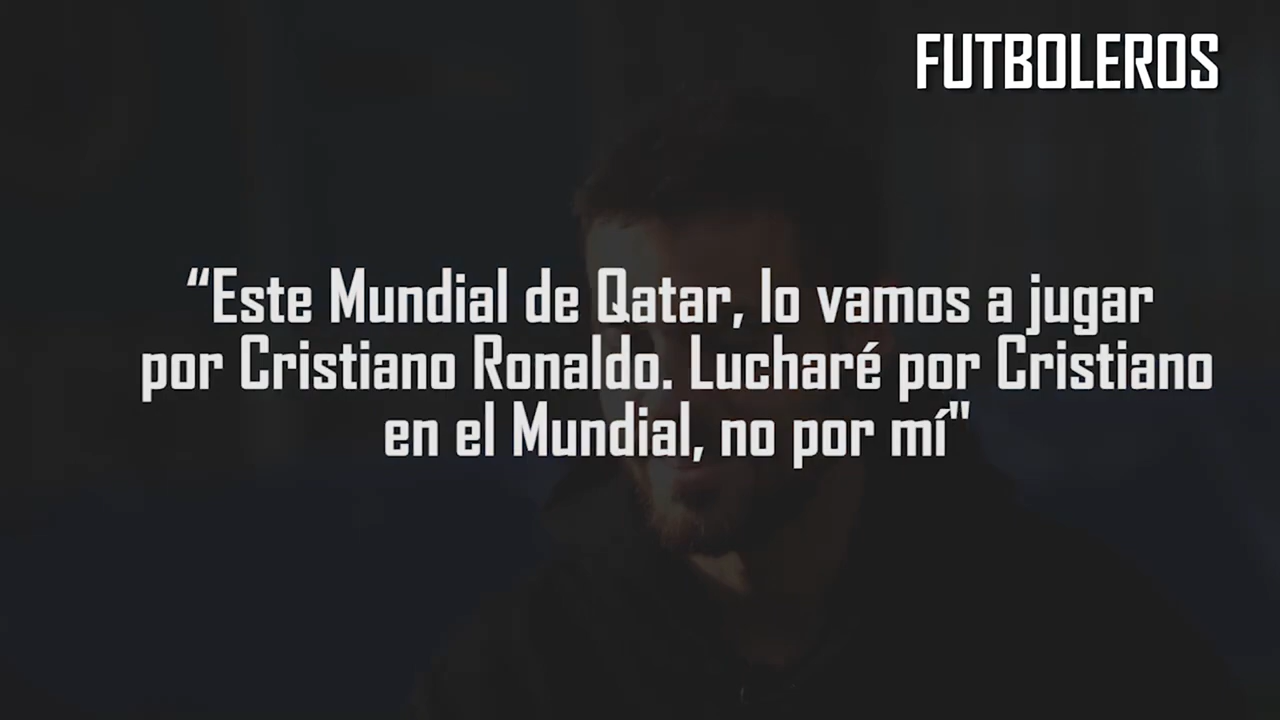 FUTBOLEROS
“Este Mundial de Qatar, lo vamos a jugar
por Cristiano Ronaldo. Lucharé por Cristiano
en el Mundial, no por mí"